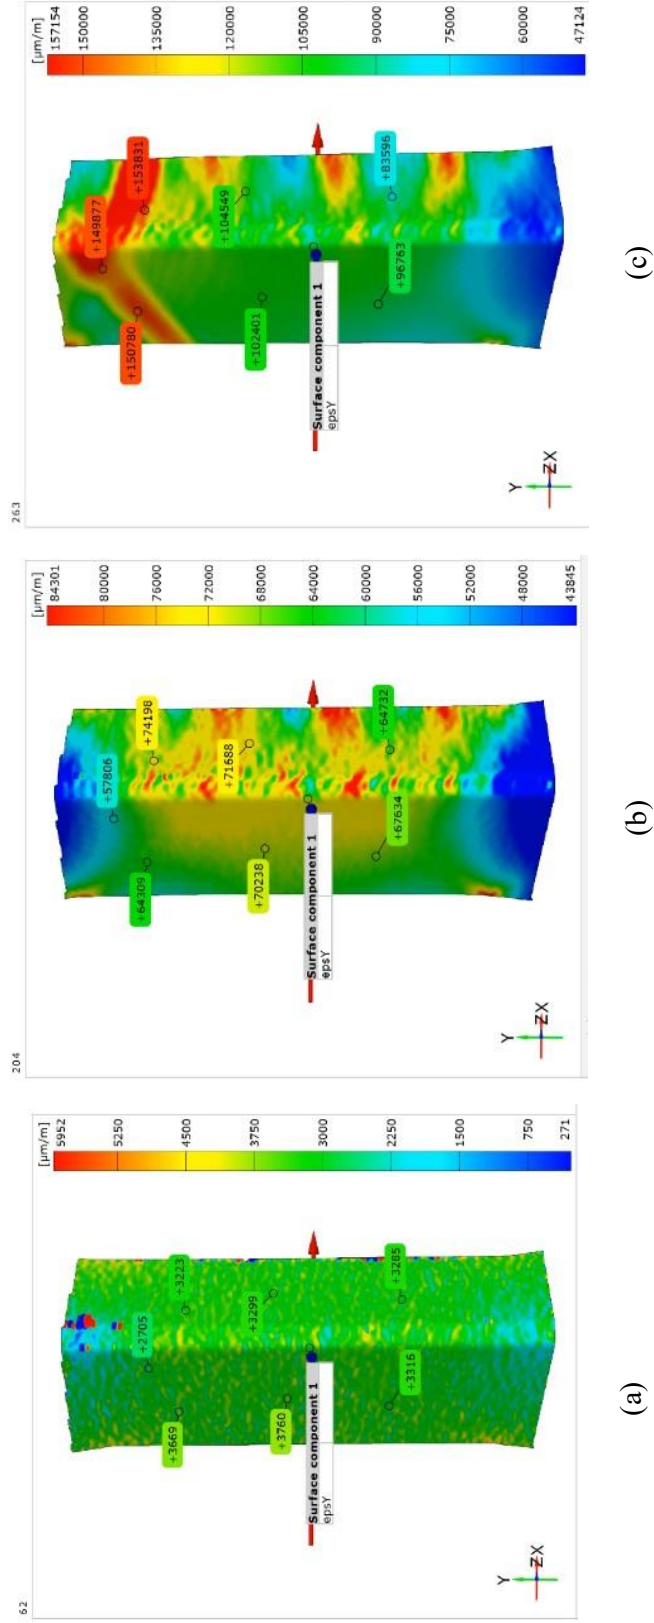 62
[µm/m]
5952
5250
4500
3750
3000
2250
1500
750
271
+2705
+3223
+3669
+3299
+3760
+3285
+3316
Surface component 1
epsY
Y
ZX
(a)
204
[µm/m]
84301
80000
76000
72000
68000
64000
60000
56000
52000
48000
43845
+57806
+74198
+64309
+71688
+70238
+64732
+67634
Surface component 1
epsY
Y
ZX
(b)
263
[µm/m]
157154
150000
135000
120000
105000
90000
75000
60000
47124
+149877
+153831
+150780
+104549
+102401
+83596
+96763
Surface component 1
epsY
Y
ZX
(c)